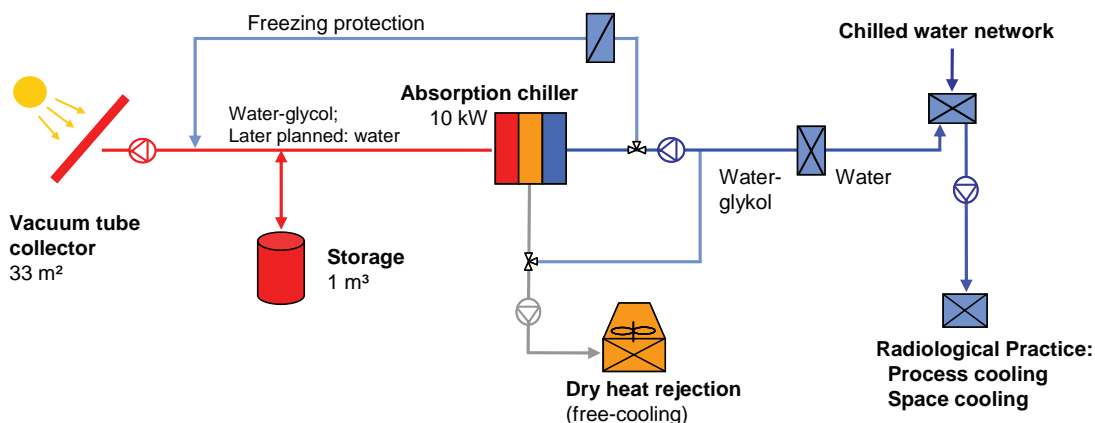 Freezing protection
Chilled water network
Absorption chiller
10 kW
Water-glycol;
Later planned: water
Water-
glykol
Water
Vacuum tube
collector
33 m²
Storage
1 m³
Dry heat rejection
(free-cooling)
Radiological Practice:
Process cooling
Space cooling